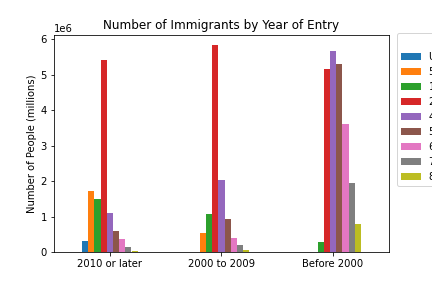 Number of Immigrants by Year of Entry
1e6
6
5
4
3
2
1
0
Number of People (millions)
2010 or later
2000 to 2009
Before 2000
U
5
1
2
4
5
6
7
8